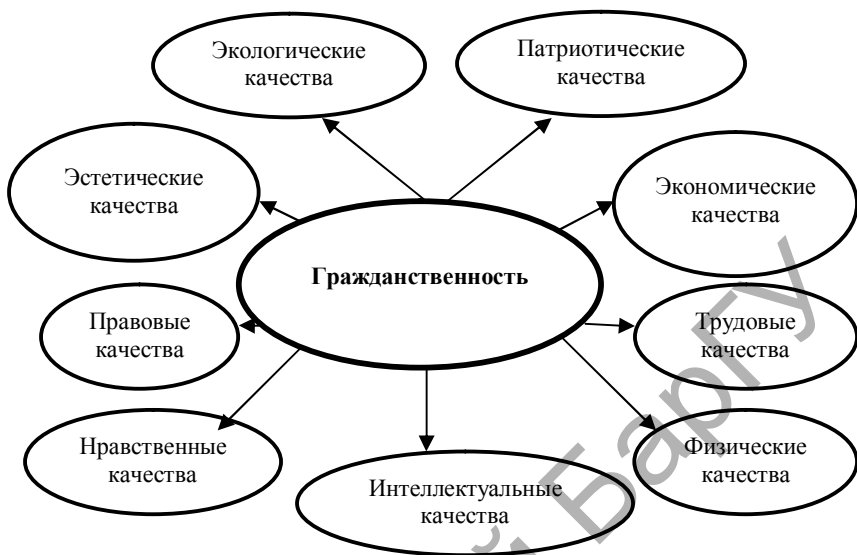 Экологические
качества
Патриотические
качества
Эстетические
качества
Экономические
качества
Гражданственность
Правовые
качества
Трудовые
качества
Нравственные
качества
Физические
качества
Интеллектуальные
качества
й БарГУ